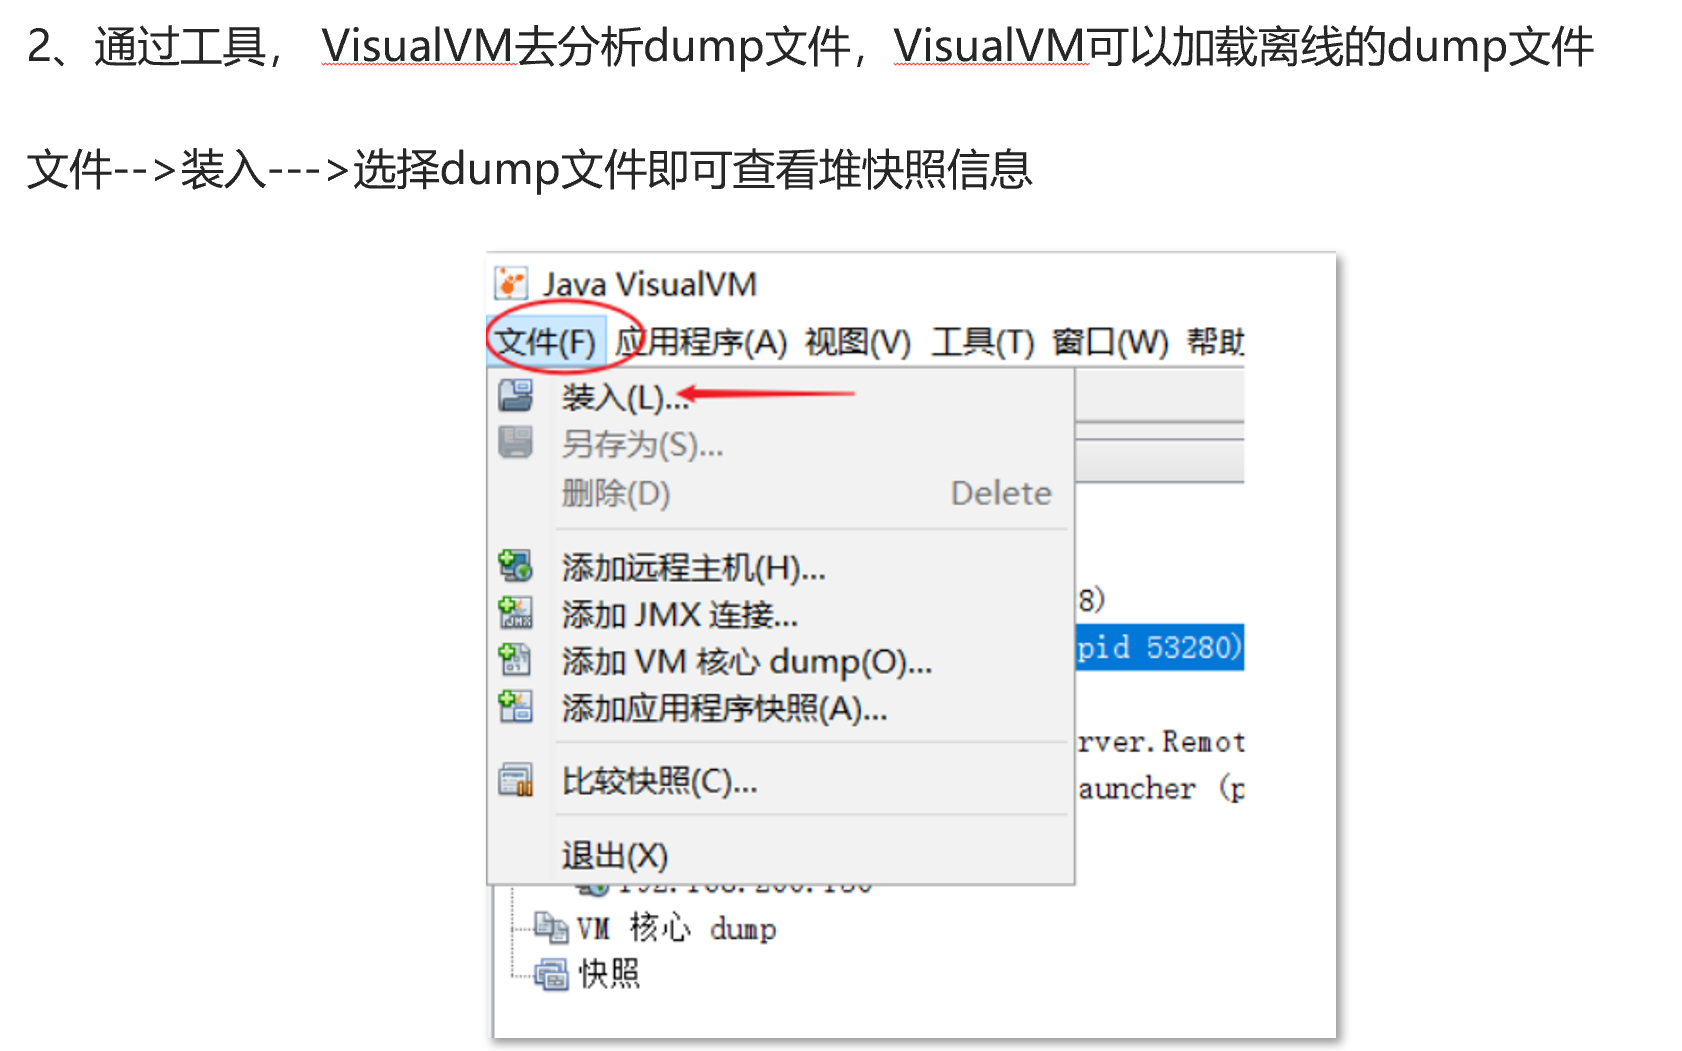 2、通过工具， VisualVM去分析dump文件，VisualVM可以加载离线的dump文件
文件-->装入--->选择dump文件即可查看堆快照信息
Java VisualVM
文件(F) 应用程序(A) 视图(V) 工具(T) 窗口(W) 帮助
装入(L)...
另存为(S)...
删除(D) Delete
添加远程主机(H)...
8)
添加 JMX 连接...
pid 53280)
添加 VM 核心 dump(O)...
添加应用程序快照(A)...
rver.Remot
比较快照(C)...
auncher (p
退出(X)
VM 核心 dump
快照